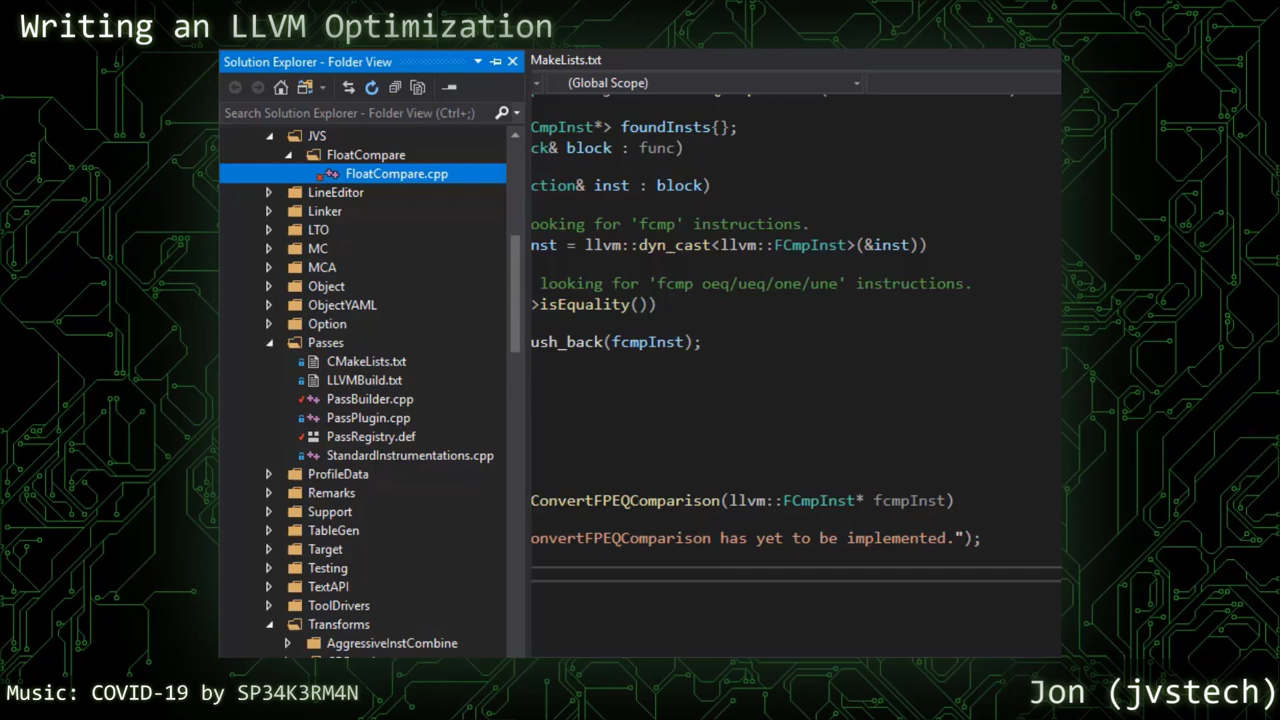 Writing an LLVM Optimization
Solution Explorer - Folder View
Search Solution Explorer - Folder View (Ctrl+;)
JVS
FloatCompare
FloatCompare.cpp
LineEditor
Linker
LTO
MC
MCA
Object
ObjectYAML
Option
Passes
CMakeLists.txt
LLVMBuild.txt
PassBuilder.cpp
PassPlugin.cpp
PassRegistry.def
StandardInstrumentations.cpp
ProfileData
Remarks
Support
TableGen
Target
Testing
TextAPI
ToolDrivers
Transforms
AggressiveInstCombine
MakeLists.txt
(Global Scope)
CmpInst*> foundInsts{};
ck& block : func)
ction& inst : block)
ooking for 'fcmp' instructions.
nst = llvm::dyn_cast<llvm::FCmpInst>(&inst))
looking for 'fcmp oeq/ueq/one/une' instructions.
>isEquality())
ush_back(fcmpInst);
ConvertFPEQComparison(llvm::FCmpInst* fcmpInst)
onvertFPEQComparison has yet to be implemented.");
Music: COVID-19 by SP34K3RM4N
Jon (jvstech)